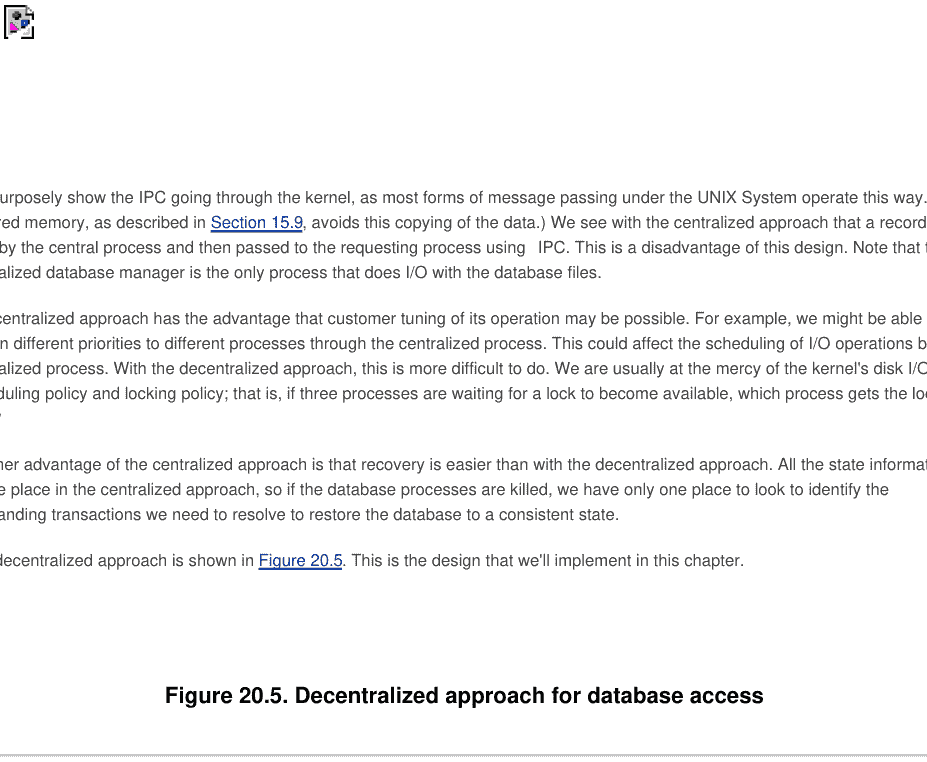 urposely show the IPC going through the kernel, as most forms of message passing under the UNIX System operate this way.
red memory, as described in Section 15.9, avoids this copying of the data.) We see with the centralized approach that a record
by the central process and then passed to the requesting process using IPC. This is a disadvantage of this design. Note that t
alized database manager is the only process that does I/O with the database files.
centralized approach has the advantage that customer tuning of its operation may be possible. For example, we might be able
n different priorities to different processes through the centralized process. This could affect the scheduling of I/O operations b
alized process. With the decentralized approach, this is more difficult to do. We are usually at the mercy of the kernel's disk I/O
duling policy and locking policy; that is, if three processes are waiting for a lock to become available, which process gets the lo
ner advantage of the centralized approach is that recovery is easier than with the decentralized approach. All the state informat
e place in the centralized approach, so if the database processes are killed, we have only one place to look to identify the
anding transactions we need to resolve to restore the database to a consistent state.
decentralized approach is shown in Figure 20.5. This is the design that we'll implement in this chapter.
Figure 20.5. Decentralized approach for database access